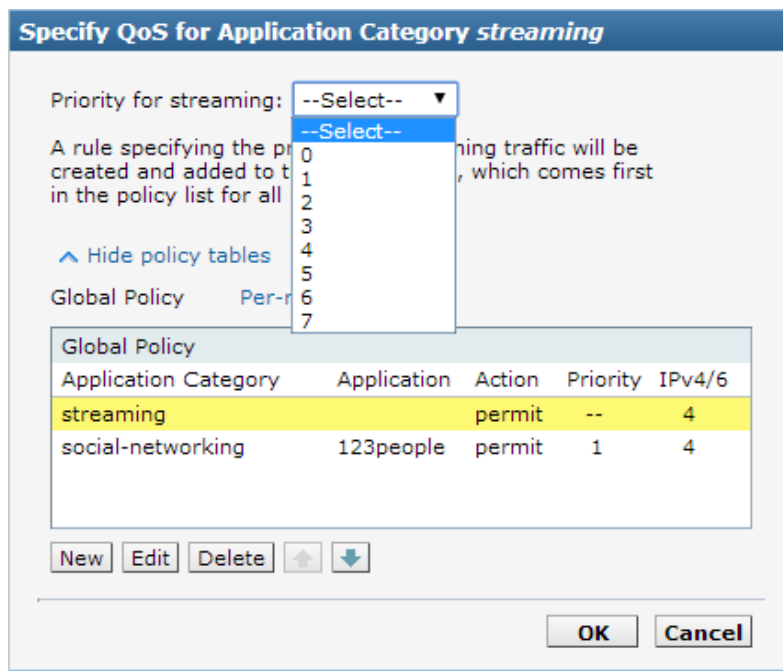 Specify QoS for Application Category streaming
Priority for streaming: --Select--
--Select--
0
1
2
3
4
5
6
7
A rule specifying the ning traffic will be
created and added to , which comes first
in the policy list for all
Hide policy tables
Global Policy
Global Policy
Application Category Application Action Priority IPv4/6
streaming permit -- 4
social-networking 123people permit 1 4
New Edit Delete
OK Cancel